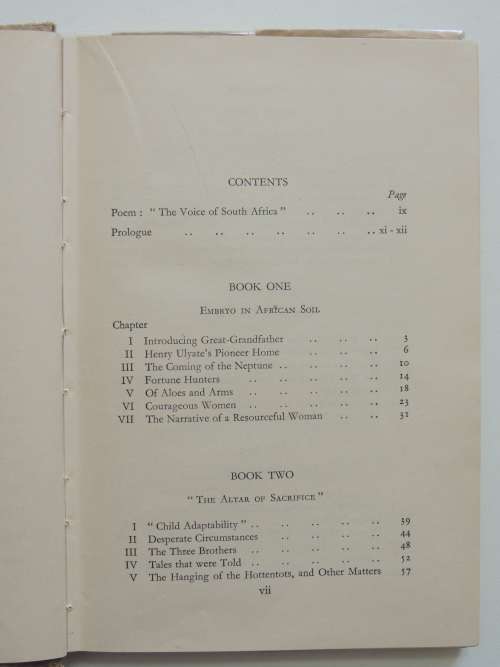 CONTENTS
Page
Poem : " The Voice of South Africa " .. .. .. ix
Prologue .. .. .. .. .. .. .. xi - xii
BOOK ONE
Embryo in African Soil
Chapter
I Introducing Great-Grandfather .. .. .. 3
II Henry Ulyate's Pioneer Home .. .. .. 6
III The Coming of the Neptune .. .. .. .. 10
IV Fortune Hunters .. .. .. .. .. 14
V Of Aloes and Arms .. .. .. .. .. 18
VI Courageous Women .. .. .. .. .. 23
VII The Narrative of a Resourceful Woman .. .. 31
BOOK TWO
" The Altar of Sacrifice "
I " Child Adaptability " .. .. .. .. .. 39
II Desperate Circumstances .. .. .. .. 44
III The Three Brothers .. .. .. .. .. 48
IV Tales that were Told .. .. .. .. .. 52
V The Hanging of the Hottentots, and Other Matters 57
vii